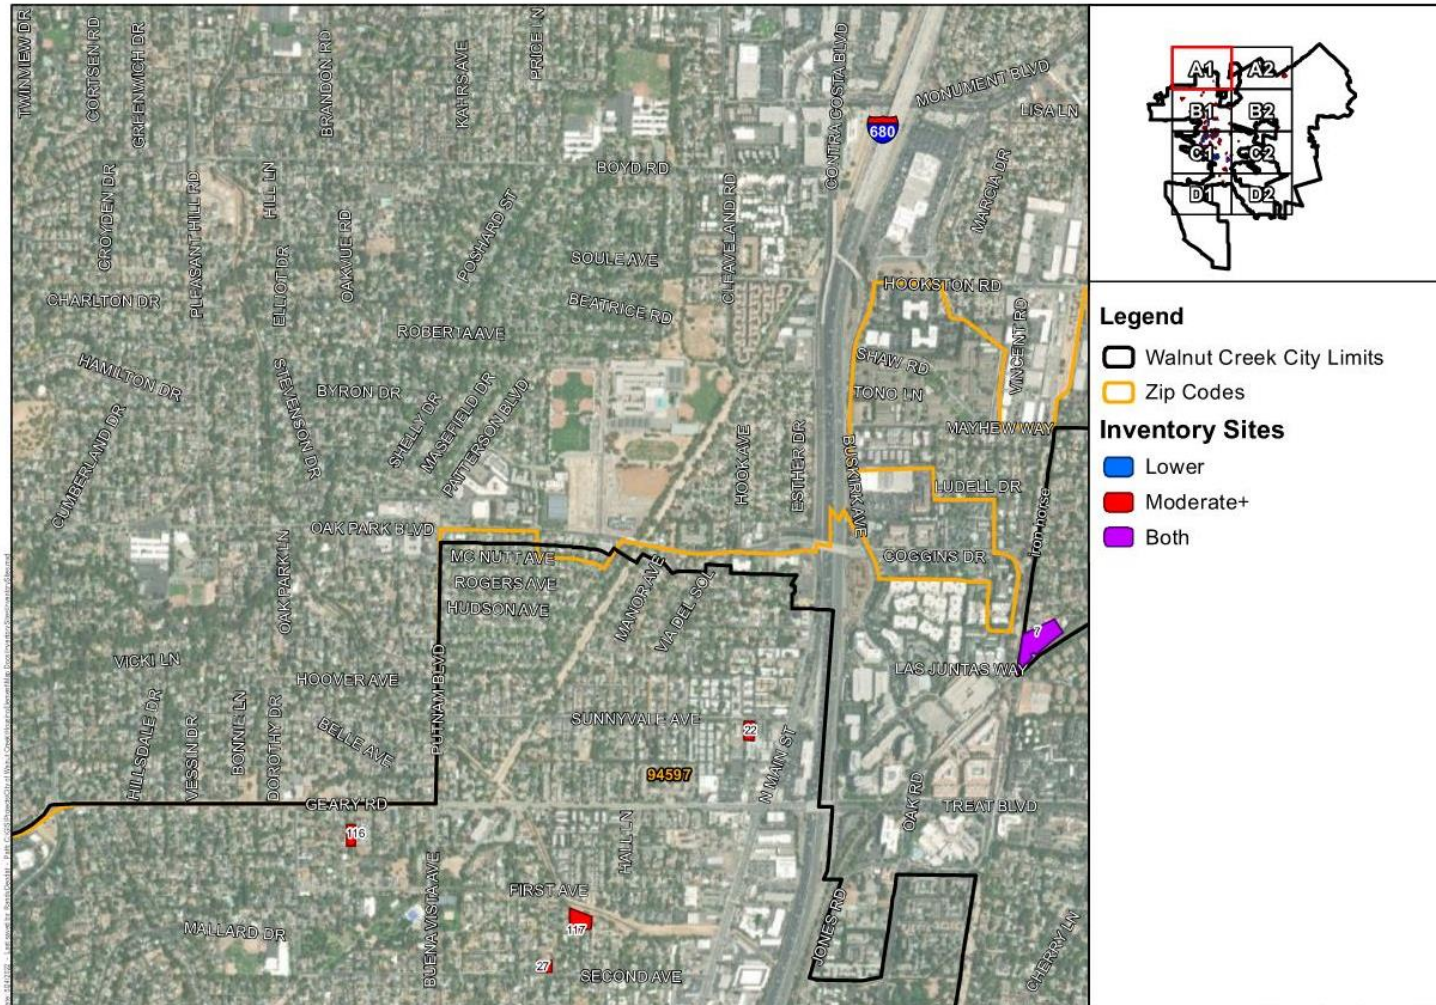 TWINVIEW DR
CORTSEN RD
GREENWICH DR
BRANDON RD
KAHRS AVE
PRICE LN
CONTRA COSTA BLVD
MONUMENT BLVD
LISA LN
680
BOYD RD
MARCIA DR
CROYDEN DR
PLEASANT HILL RD
HILL LN
OAKVUE RD
POSHARD ST
CLEAVELAND RD
ELLIOT DR
SOULE AVE
CHARLTON DR
BEATRICE RD
HOOKSTON RD
ROBERTA AVE
VINCENT RD
HAMILTON DR
STEVENSON DR
BYRON DR
SHAW RD
TONO LN
SHELLY DR
MASEFIELD DR
PATTERSON BLVD
CUMBERLAND DR
HOOK AVE
ESTHER DR
BUSKIRK AVE
MAYHEW WAY
LUDELL DR
OAK PARK BLVD
OAK PARK LN
MC NUTT AVE
ROGERS AVE
HUDSON AVE
MANOR AVE
VIA DEL SOL
COGGINS DR
iron horse
7
VICKI LN
HOOVER AVE
PUTNAM BLVD
LAS JUNTAS WAY
HILLSDALE DR
VESSIN DR
BONNIE LN
DOROTHY DR
BELLE AVE
SUNNYVALE AVE
22
N MAIN ST
94597
GEARY RD
OAK RD
TREAT BLVD
116
HALL LN
BUENA VISTA AVE
FIRST AVE
117
MALLARD DR
27
SECOND AVE
JONES RD
CHERRY LN
A1
A2
B1
B2
C1
C2
D1
D2
Legend
Walnut Creek City Limits
Zip Codes
Inventory Sites
Lower
Moderate+
Both